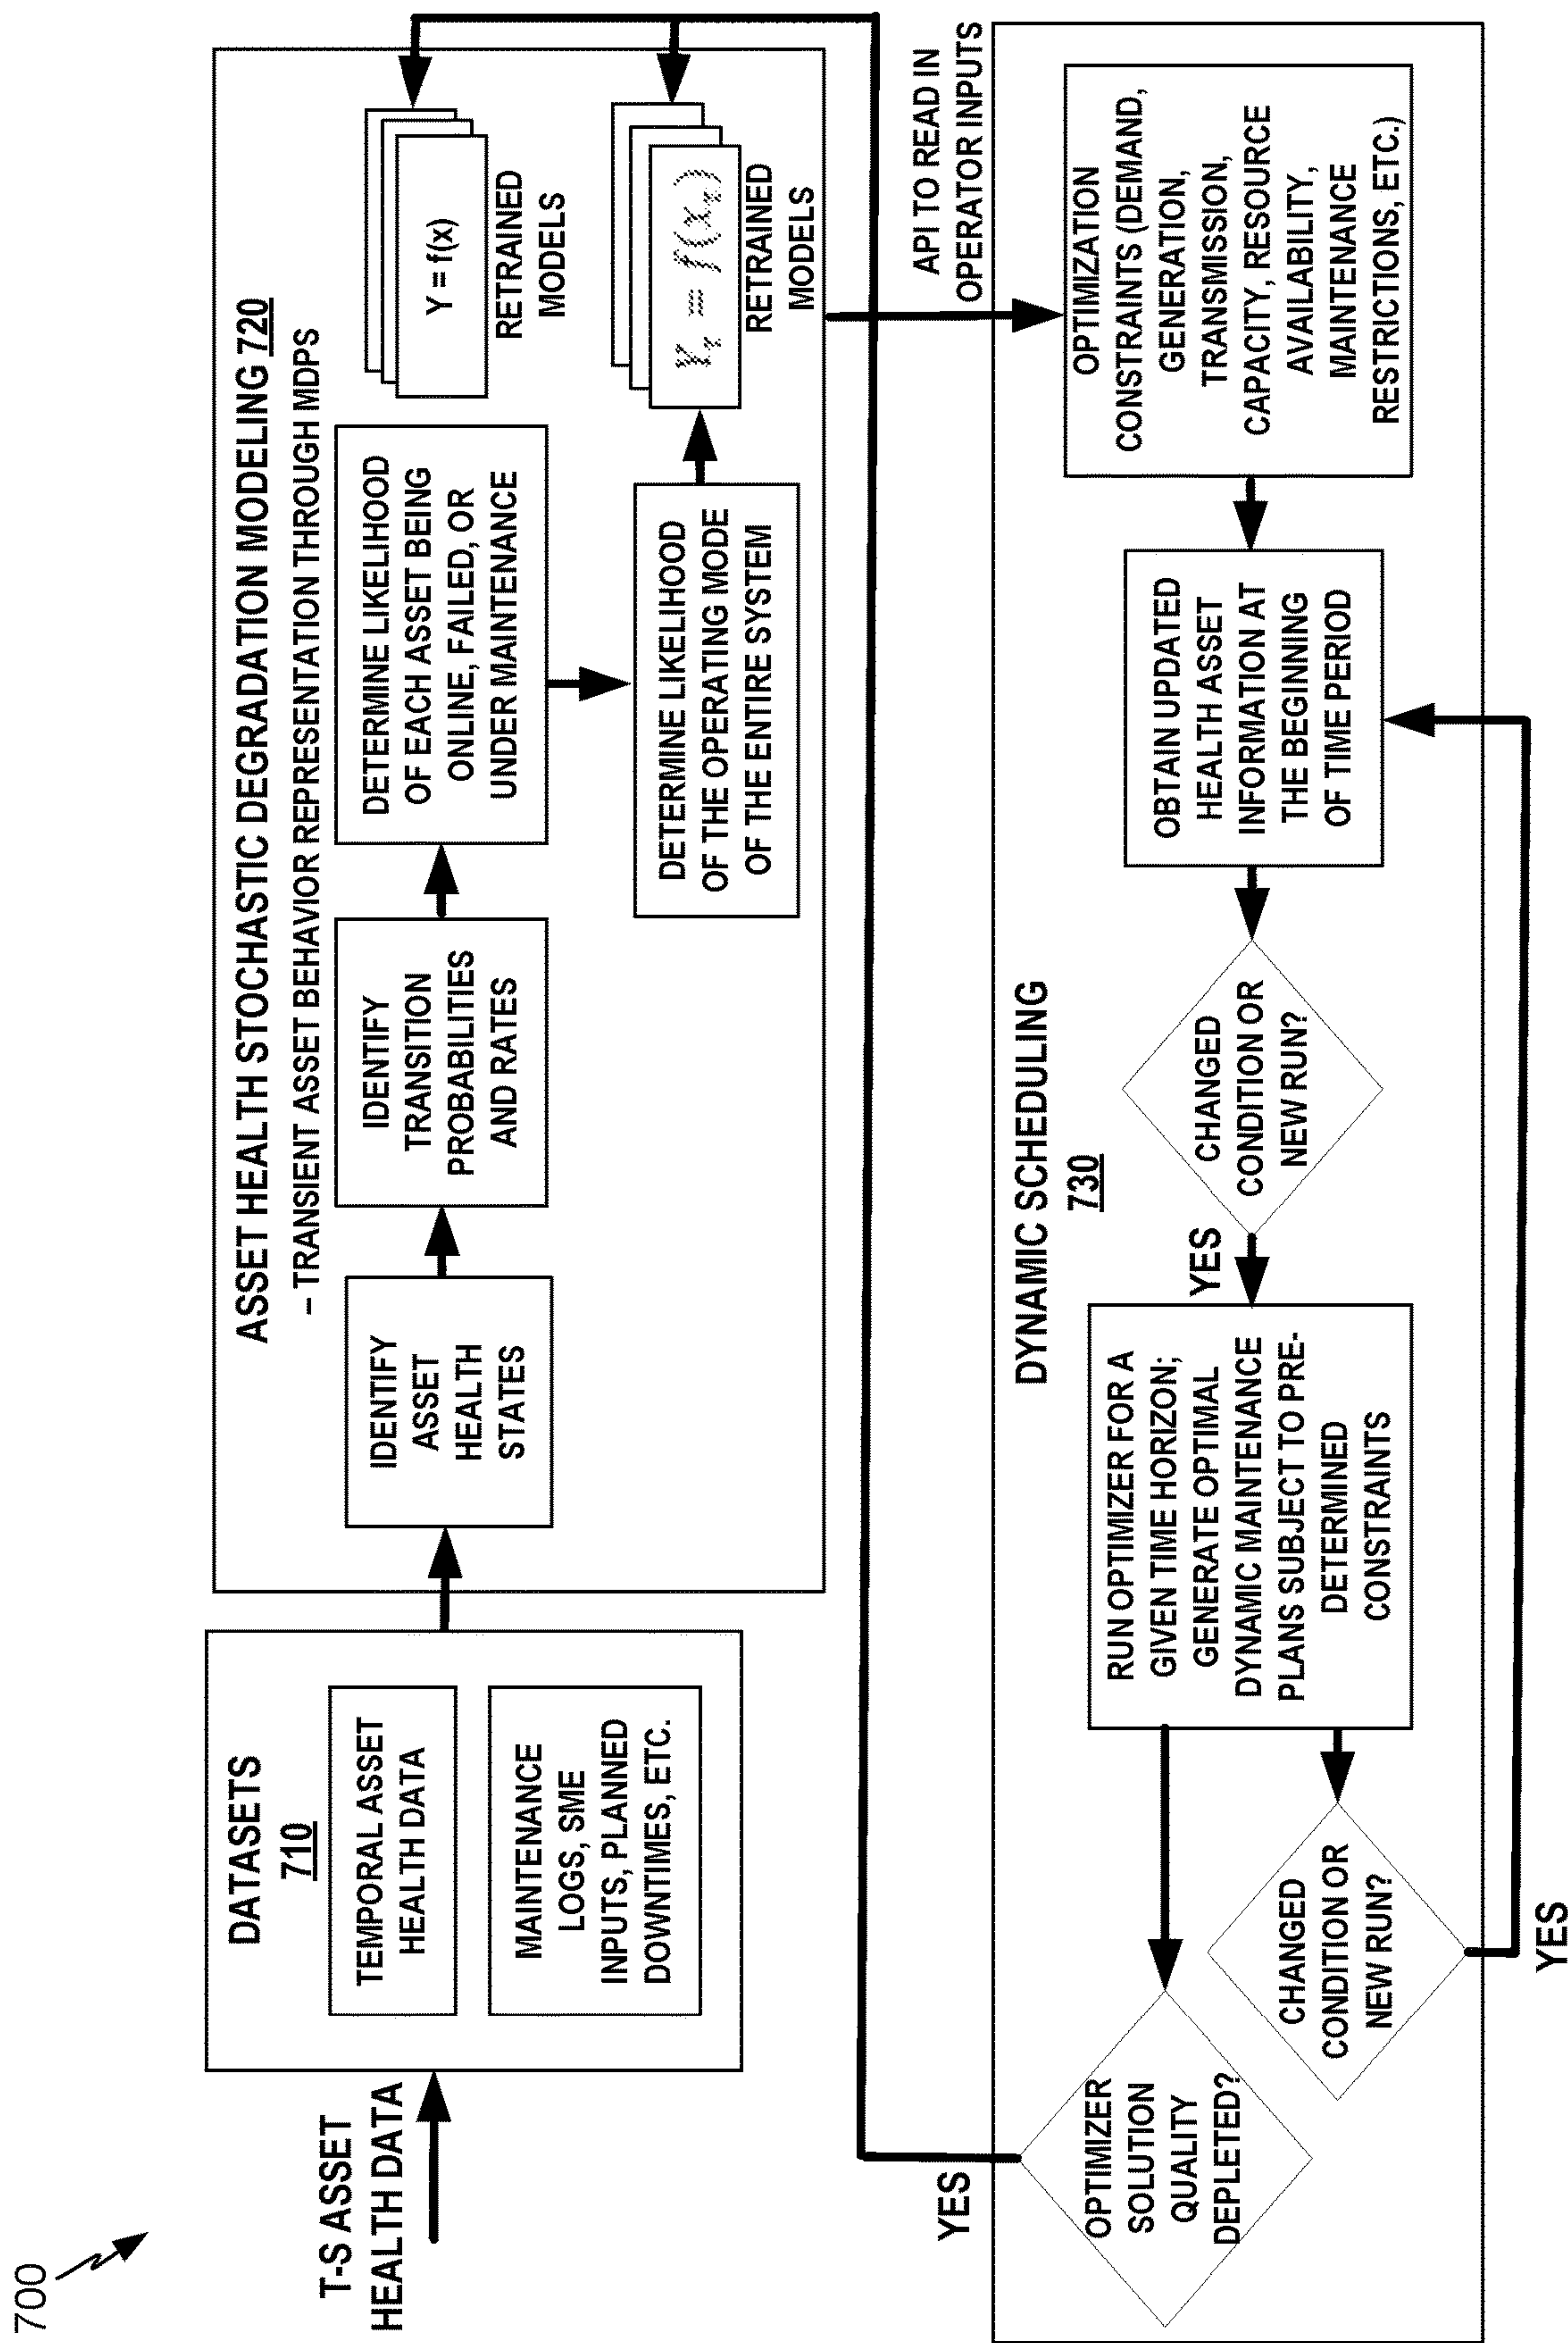 700
T-S ASSET
HEALTH DATA
DATASETS
710
TEMPORAL ASSET
HEALTH DATA
MAINTENANCE
LOGS, SME
INPUTS, PLANNED
DOWNTIMES, ETC.
ASSET HEALTH STOCHASTIC DEGRADATION MODELING 720
– TRANSIENT ASSET BEHAVIOR REPRESENTATION THROUGH MDPS
IDENTIFY
ASSET
HEALTH
STATES
IDENTIFY
TRANSITION
PROBABILITIES
AND RATES
DETERMINE LIKELIHOOD
OF EACH ASSET BEING
ONLINE, FAILED, OR
UNDER MAINTENANCE
DETERMINE LIKELIHOOD
OF THE OPERATING MODE
OF THE ENTIRE SYSTEM
Y = f(x)
RETRAINED
MODELS
RETRAINED
MODELS
API TO READ IN
OPERATOR INPUTS
DYNAMIC SCHEDULING
730
OPTIMIZATION
CONSTRAINTS (DEMAND,
GENERATION,
TRANSMISSION,
CAPACITY, RESOURCE
AVAILABILITY,
MAINTENANCE
RESTRICTIONS, ETC.)
OBTAIN UPDATED
HEALTH ASSET
INFORMATION AT
THE BEGINNING
OF TIME PERIOD
CHANGED
CONDITION OR
NEW RUN?
YES
RUN OPTIMIZER FOR A
GIVEN TIME HORIZON;
GENERATE OPTIMAL
DYNAMIC MAINTENANCE
PLANS SUBJECT TO PRE-
DETERMINED
CONSTRAINTS
OPTIMIZER
SOLUTION
QUALITY
DEPLETED?
YES
CHANGED
CONDITION OR
NEW RUN?
YES